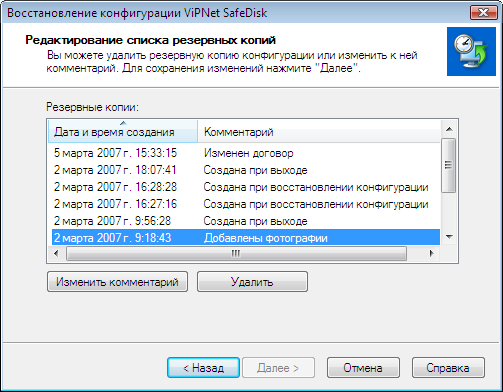 Восстановление конфигурации ViPNet SafeDisk
Редактирование списка резервных копий
Вы можете удалить резервную копию конфигурации или изменить к ней
комментарий. Для сохранения изменений нажмите "Далее".
Резервные копии:
Дата и время создания Комментарий
5 марта 2007 г. 15:33:15 Изменен договор
2 марта 2007 г. 18:07:41 Создана при выходе
2 марта 2007 г. 16:28:28 Создана при восстановлении конфигурации
2 марта 2007 г. 16:27:16 Создана при восстановлении конфигурации
2 марта 2007 г. 9:56:28 Создана при выходе
2 марта 2007 г. 9:18:43 Добавлены фотографии
Изменить комментарий Удалить
< Назад Далее > Отмена Справка